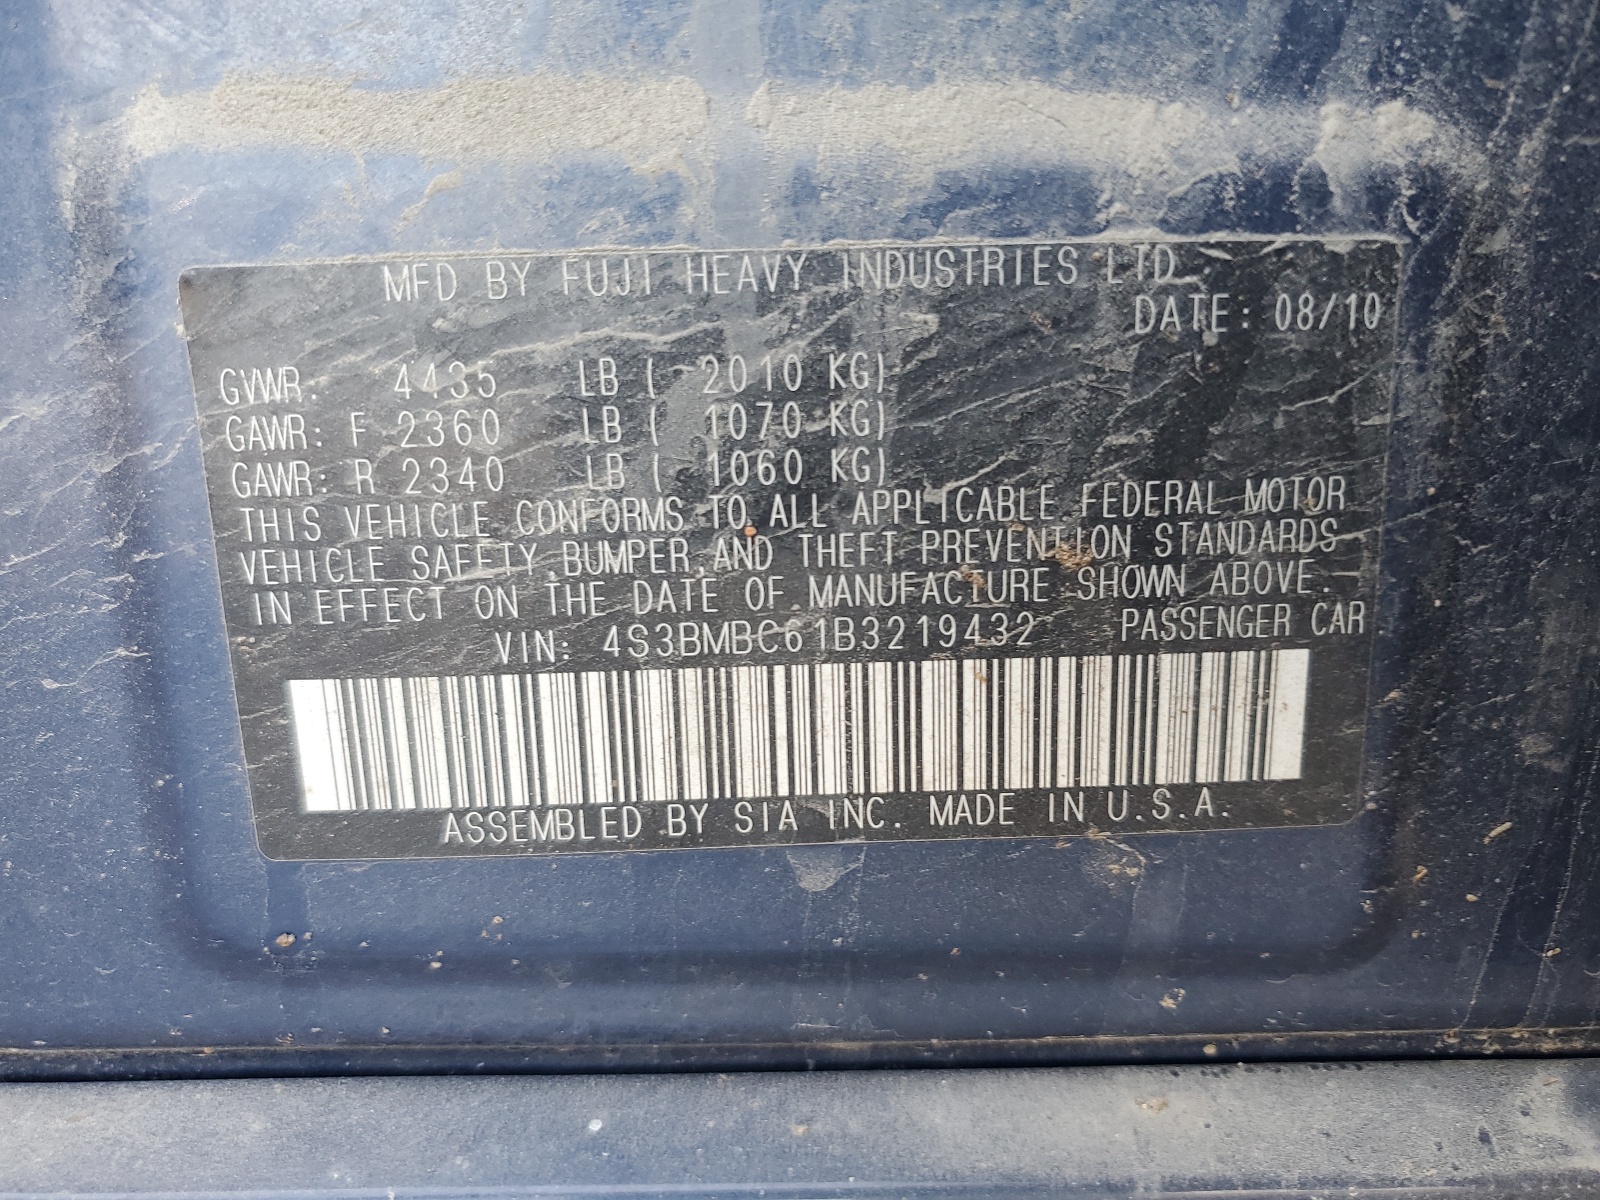 MFD BY FUJI HEAVY INDUSTRIES LTD.
DATE: 08/10
GVWR: 4435 LB ( 2010 KG)
GAWR: F 2360 LB ( 1070 KG)
GAWR: R 2340 LB ( 1060 KG)
THIS VEHICLE CONFORMS TO ALL APPLICABLE FEDERAL MOTOR
VEHICLE SAFETY, BUMPER, AND THEFT PREVENTION STANDARDS
IN EFFECT ON THE DATE OF MANUFACTURE SHOWN ABOVE.
VIN: 4S3BMBC61B3219432 PASSENGER CAR
ASSEMBLED BY SIA INC. MADE IN U.S.A.